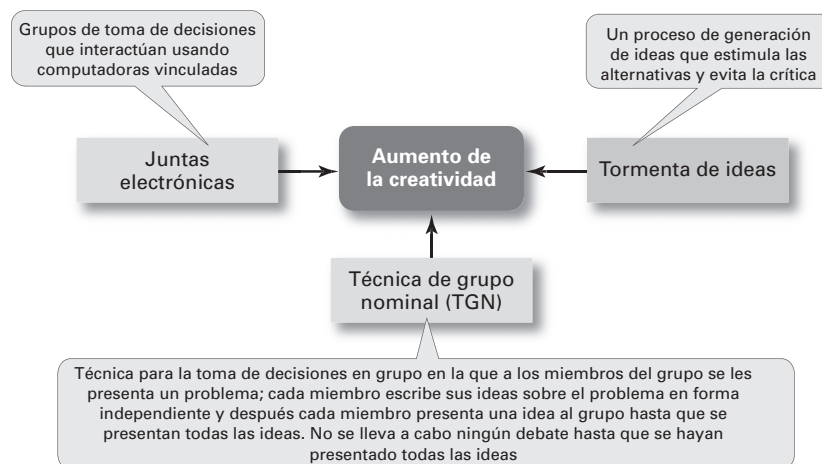 Grupos de toma de decisiones
que interactúan usando
computadoras vinculadas
Un proceso de generación
de ideas que estimula las
alternativas y evita la crítica
Juntas
electrónicas
Aumento de
la creatividad
Tormenta de ideas
Técnica de grupo
nominal (TGN)
Técnica para la toma de decisiones en grupo en la que a los miembros del grupo se les
presenta un problema; cada miembro escribe sus ideas sobre el problema en forma
independiente y después cada miembro presenta una idea al grupo hasta que se
presentan todas las ideas. No se lleva a cabo ningún debate hasta que se hayan
presentado todas las ideas